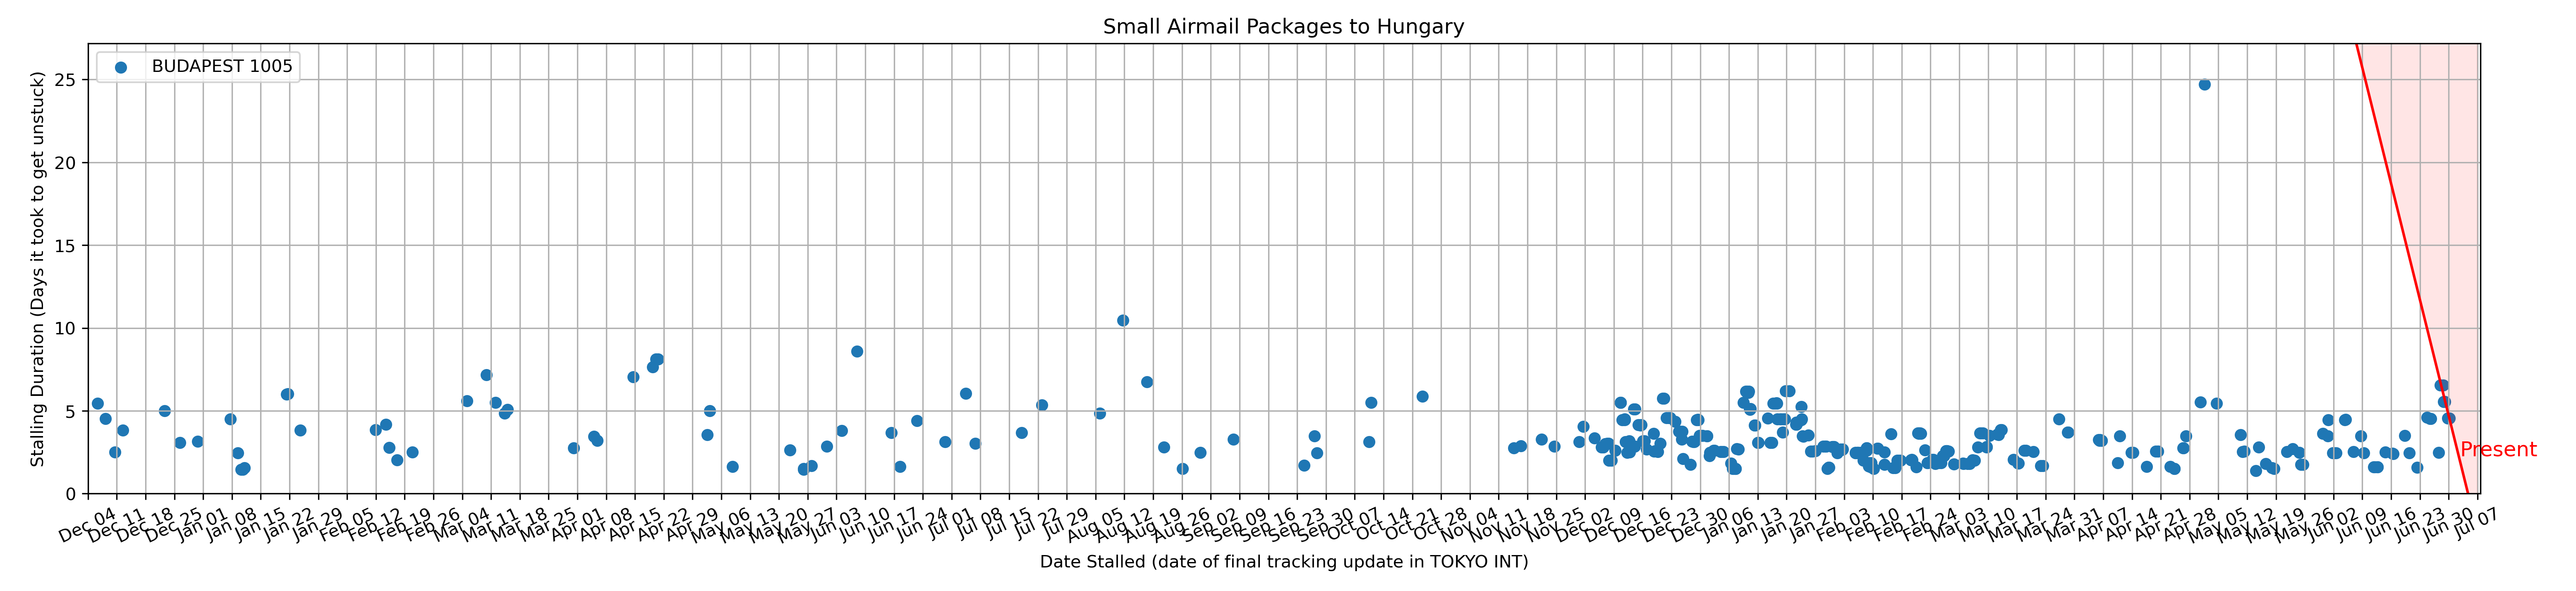 Small Airmail Packages to Hungary
BUDAPEST 1005
Stalling Duration (Days it took to get unstuck)
25
20
15
10
5
0
Present
Dec 04
Dec 11
Dec 18
Dec 25
Jan 01
Jan 08
Jan 15
Jan 22
Jan 29
Feb 05
Feb 12
Feb 19
Feb 26
Mar 04
Mar 11
Mar 18
Mar 25
Apr 01
Apr 08
Apr 15
Apr 22
Apr 29
May 06
May 13
May 20
May 27
Jun 03
Jun 10
Jun 17
Jun 24
Jul 01
Jul 08
Jul 15
Jul 22
Jul 29
Aug 05
Aug 12
Aug 19
Aug 26
Sep 02
Sep 09
Sep 16
Sep 23
Sep 30
Oct 07
Oct 14
Oct 21
Oct 28
Nov 04
Nov 11
Nov 18
Nov 25
Dec 02
Dec 09
Dec 16
Dec 23
Dec 30
Jan 06
Jan 13
Jan 20
Jan 27
Feb 03
Feb 10
Feb 17
Feb 24
Mar 03
Mar 10
Mar 17
Mar 24
Mar 31
Apr 07
Apr 14
Apr 21
Apr 28
May 05
May 12
May 19
May 26
Jun 02
Jun 09
Jun 16
Jun 23
Jun 30
Jul 07
Date Stalled (date of final tracking update in TOKYO INT)